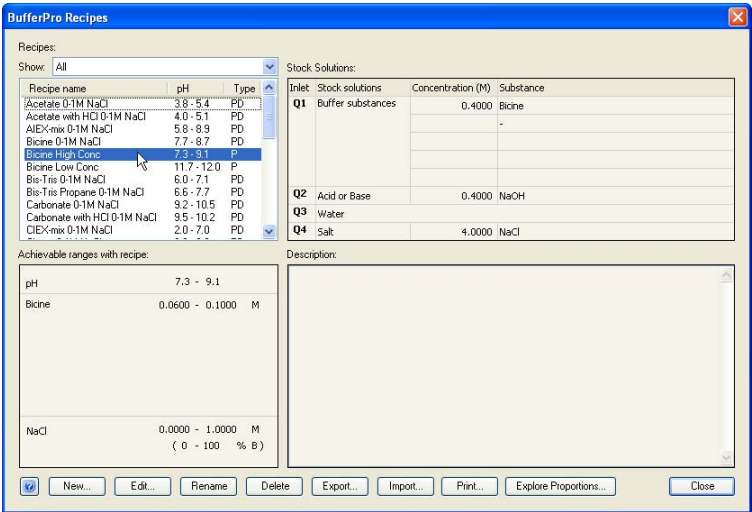 BufferPro Recipes
Recipes:
Show: All
Recipe name pH Type
Acetate 0-1M NaCl 3.8 - 5.4 PD
Acetate with HCl 0-1M NaCl 4.0 - 5.1 PD
AIEX-mix 0-1M NaCl 5.8 - 8.9 PD
Bicine 0-1M NaCl 7.7 - 8.7 PD
Bicine High Conc 7.3 - 9.1 P
Bicine Low Conc 11.7 - 12.0 P
Bis-Tris 0-1M NaCl 6.0 - 7.1 PD
Bis-Tris Propane 0-1M NaCl 6.6 - 7.7 PD
Carbonate 0-1M NaCl 9.2 - 10.5 PD
Carbonate with HCl 0-1M NaCl 9.5 - 10.2 PD
CIEX-mix 0-1M NaCl 2.0 - 7.0 PD
Stock Solutions:
Inlet Stock solutions Concentration (M) Substance
Q1 Buffer substances 0.4000 Bicine
-
Q2 Acid or Base 0.4000 NaOH
Q3 Water
Q4 Salt 4.0000 NaCl
Achievable ranges with recipe:
pH 7.3 - 9.1
Bicine 0.0600 - 0.1000 M
NaCl 0.0000 - 1.0000 M
( 0 - 100 % B )
Description:
? New... Edit... Rename Delete Export... Import... Print... Explore Proportions... Close